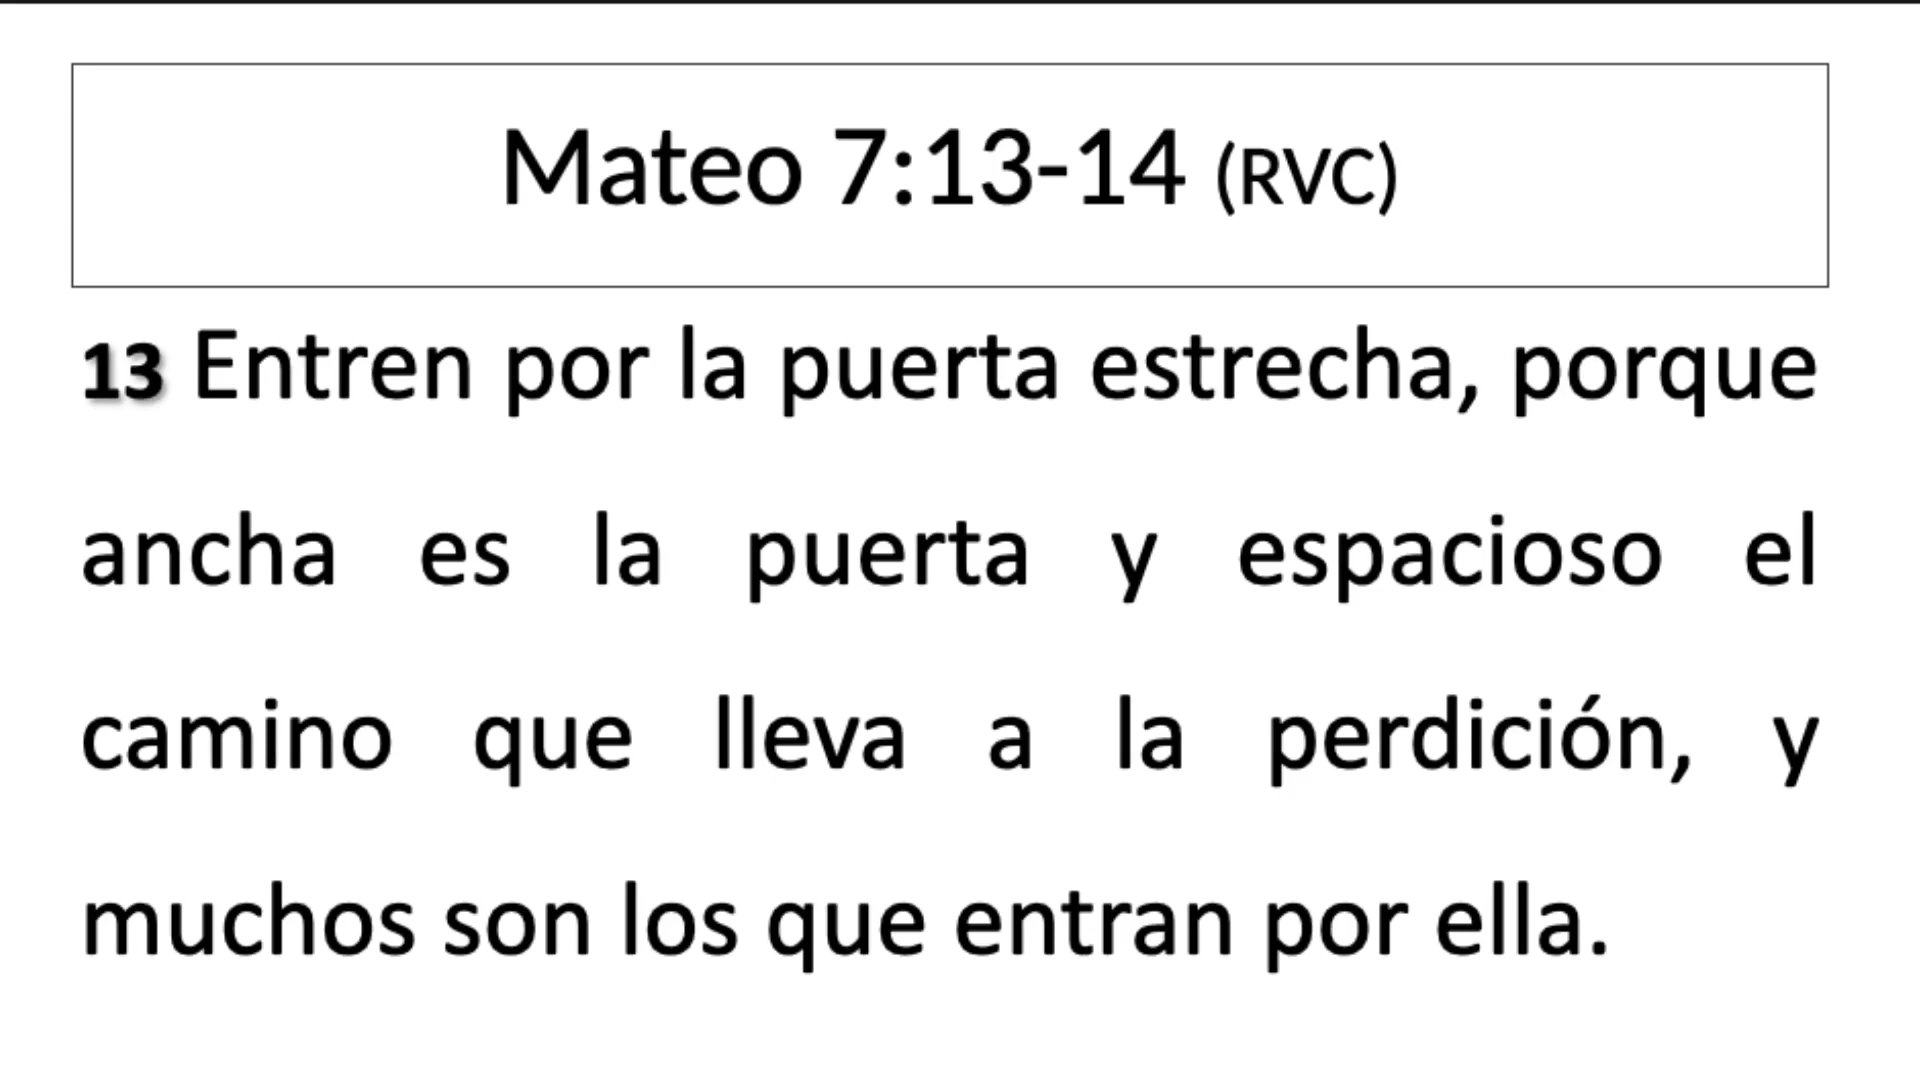 Mateo 7:13-14 (RVC)
13 Entren por la puerta estrecha, porque
ancha es la puerta y espacioso el
camino que lleva a la perdición, y
muchos son los que entran por ella.